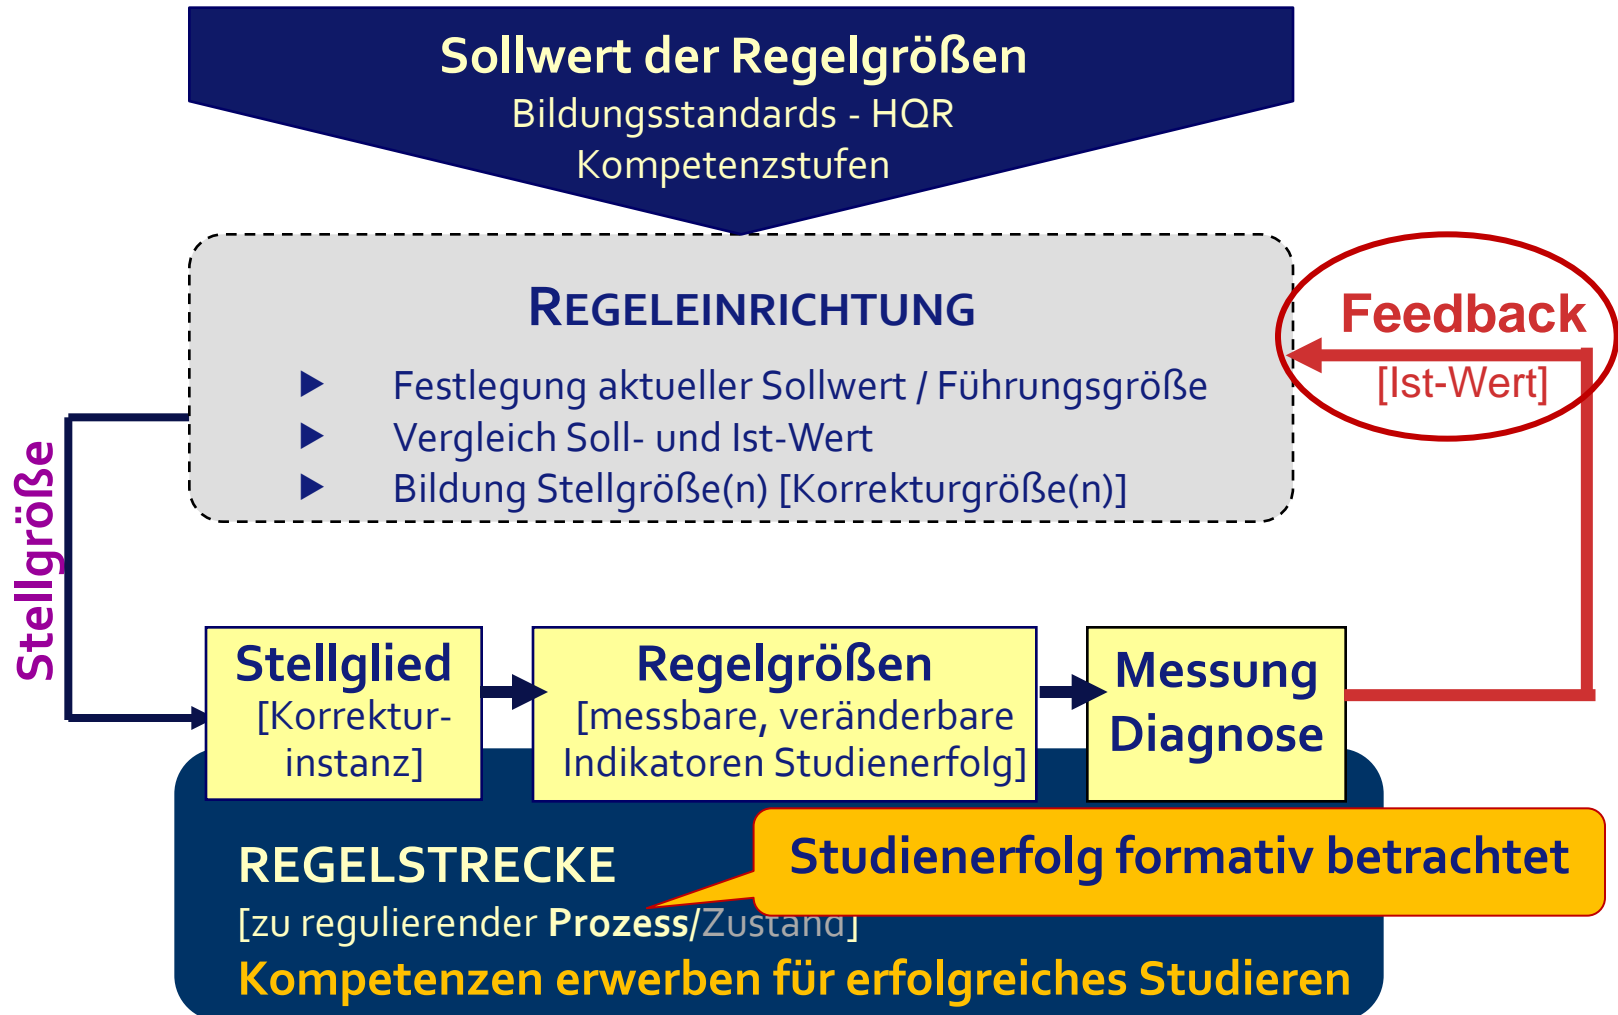 Sollwert der Regelgrößen
Bildungsstandards - HQR
Kompetenzstufen
REGELEINRICHTUNG
► Festlegung aktueller Sollwert / Führungsgröße
► Vergleich Soll- und Ist-Wert
► Bildung Stellgröße(n) [Korrekturgröße(n)]
Feedback
[Ist-Wert]
Stellgröße
Stellglied
[Korrektur-
instanz]
Regelgrößen
[messbare, veränderbare
Indikatoren Studienerfolg]
Messung
Diagnose
Studienerfolg formativ betrachtet
REGELSTRECKE
[zu regulierender Prozess/Zustand]
Kompetenzen erwerben für erfolgreiches Studieren